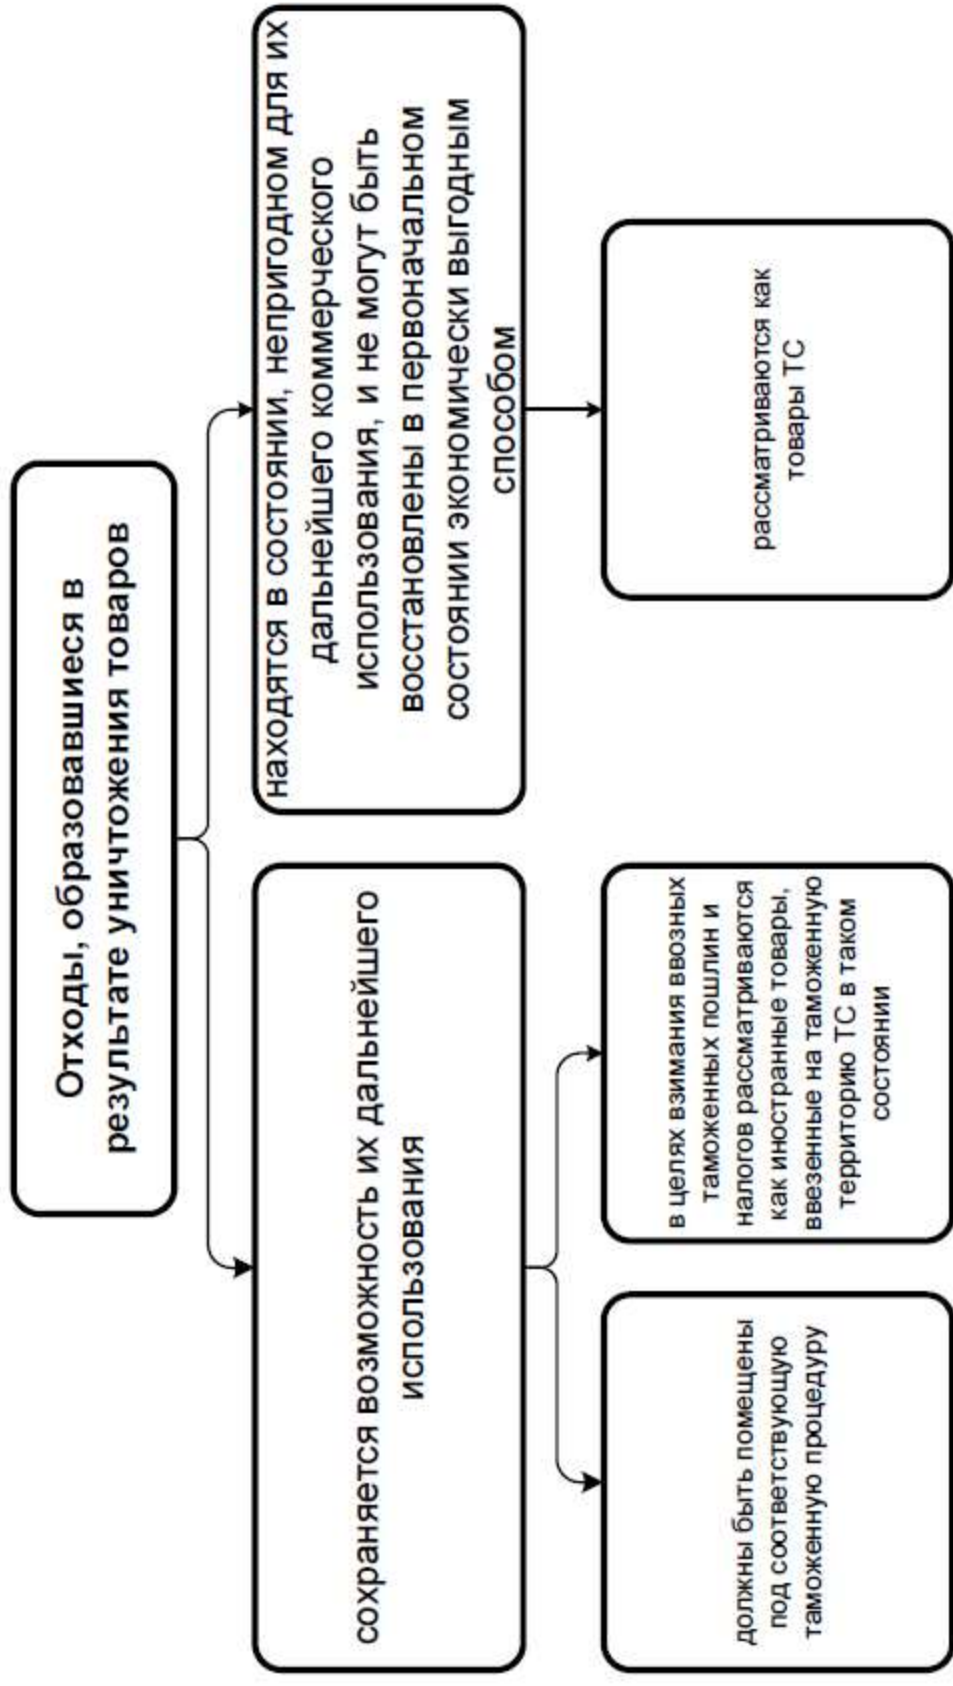 Отходы, образовавшиеся в
результате уничтожения товаров
сохраняется возможность их дальнейшего
использования
находятся в состоянии, непригодном для их
дальнейшего коммерческого
использования, и не могут быть
восстановлены в первоначальном
состоянии экономически выгодным
способом
должны быть помещены
под соответствующую
таможенную процедуру
в целях взимания ввозных
таможенных пошлин и
налогов рассматриваются
как иностранные товары,
ввезенные на таможенную
территорию ТС в таком
состоянии
рассматриваются как
товары ТС